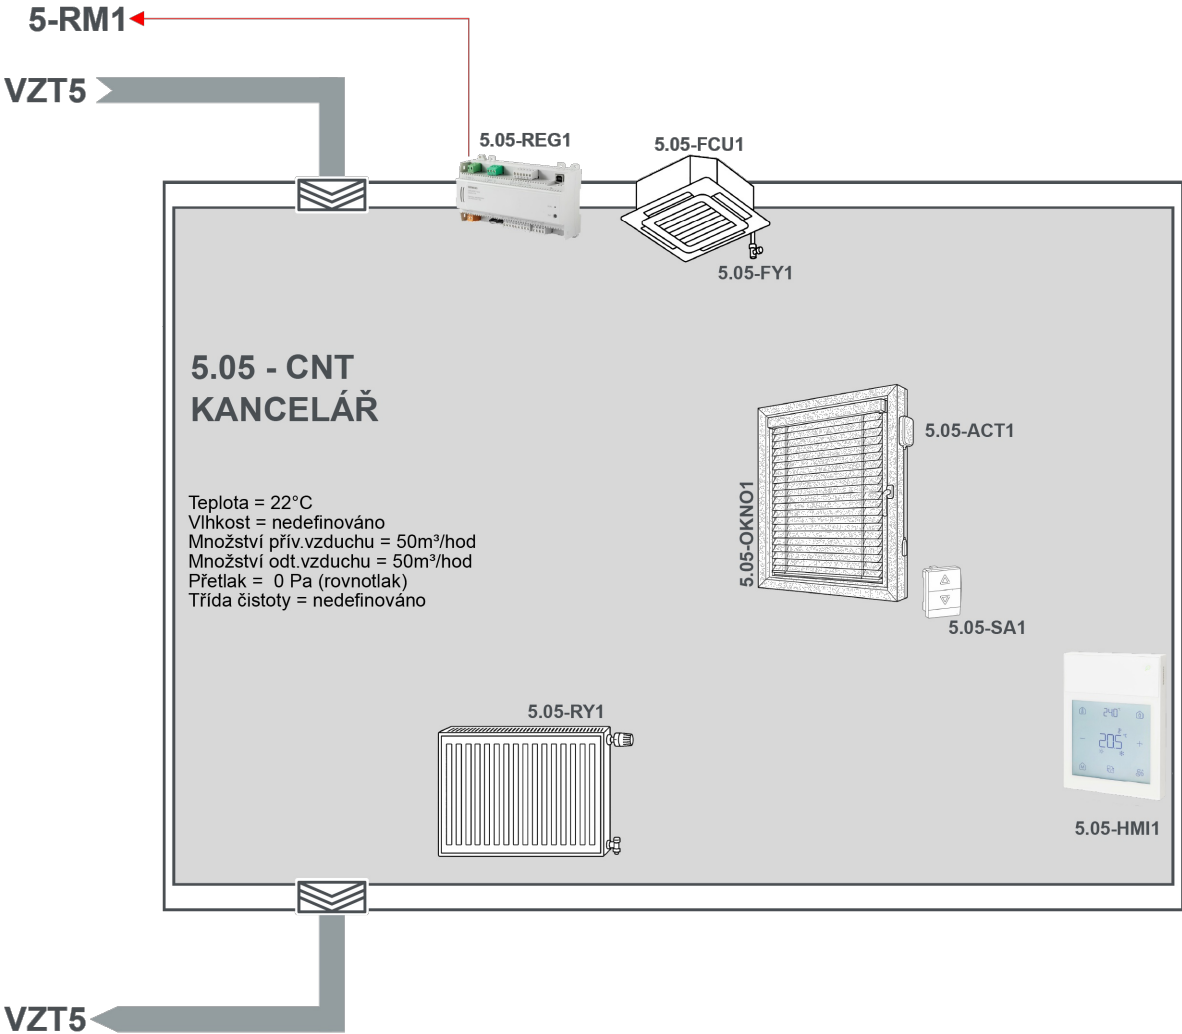 5-RM1
VZT5
5.05-REG1
5.05-FCU1
5.05-FY1
5.05 - CNT
KANCELÁŘ
5.05-ACT1
Teplota = 22°C
Vlhkost = nedefinováno
Množství přív.vzduchu = 50m³/hod
Množství odt.vzduchu = 50m³/hod
Přetlak =  0 Pa (rovnotlak)
Třída čistoty = nedefinováno
5.05-OKNO1
5.05-SA1
5.05-RY1
240
205
5.05-HMI1
VZT5